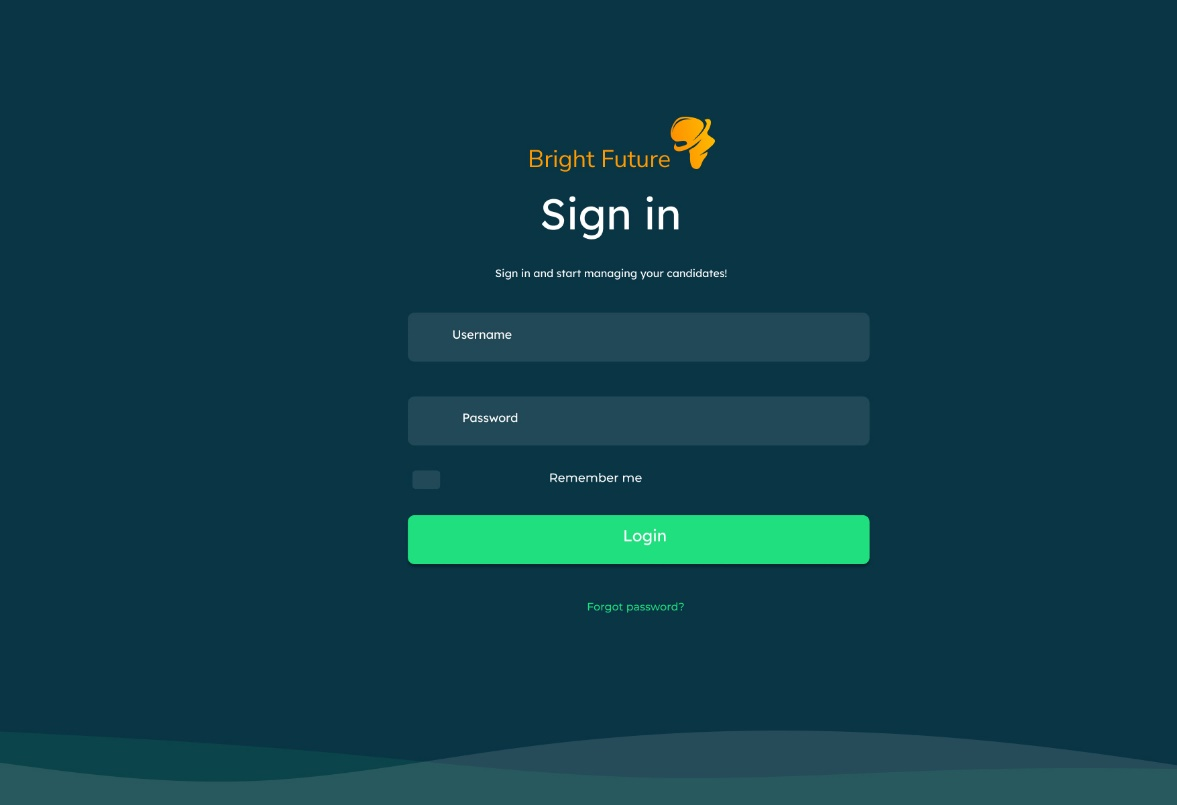 Bright Future
Sign in
Sign in and start managing your candidates!
Username
Password
Remember me
Login
Forgot password?